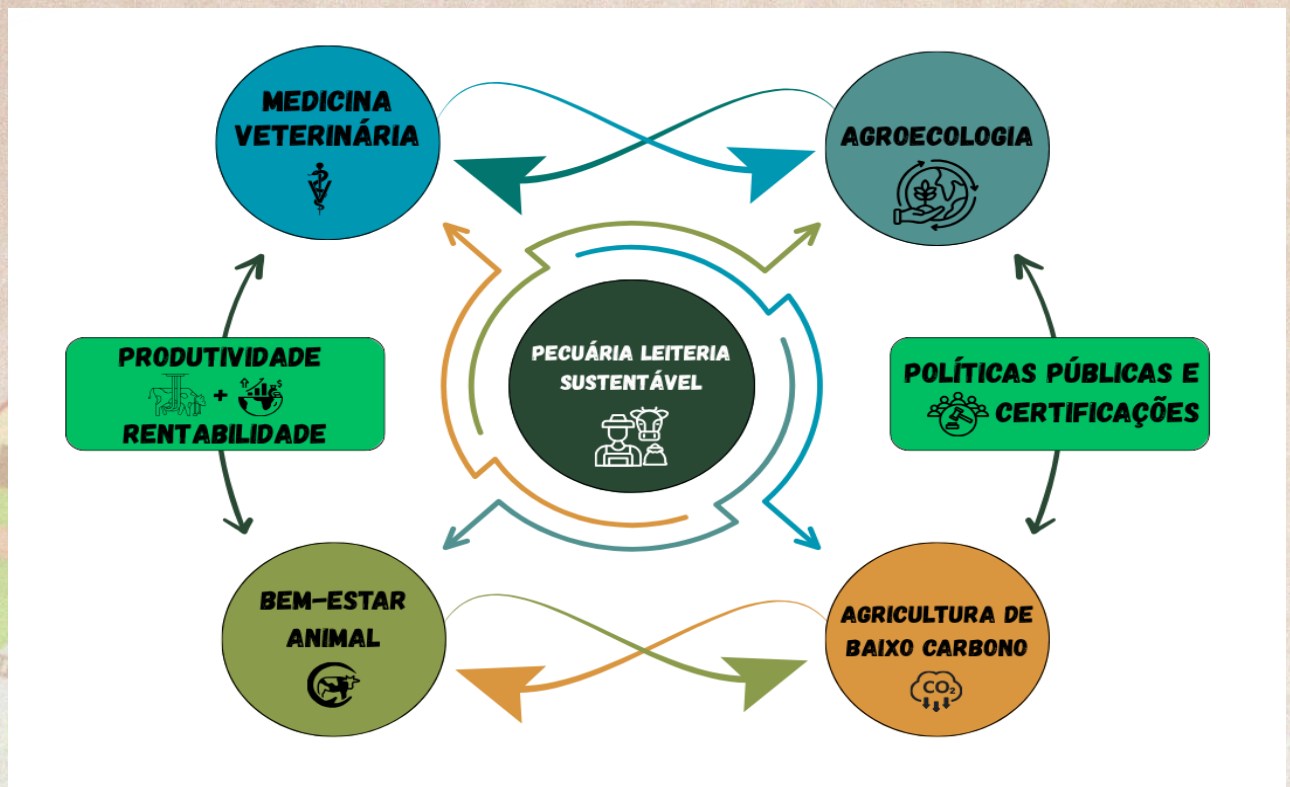 MEDICINA
VETERINÁRIA
AGROECOLOGIA
PECUÁRIA LEITERIA
SUSTENTÁVEL
PRODUTIVIDADE
+
RENTABILIDADE
POLÍTICAS PÚBLICAS E
CERTIFICAÇÕES
BEM-ESTAR
ANIMAL
AGRICULTURA DE
BAIXO CARBONO
CO₂